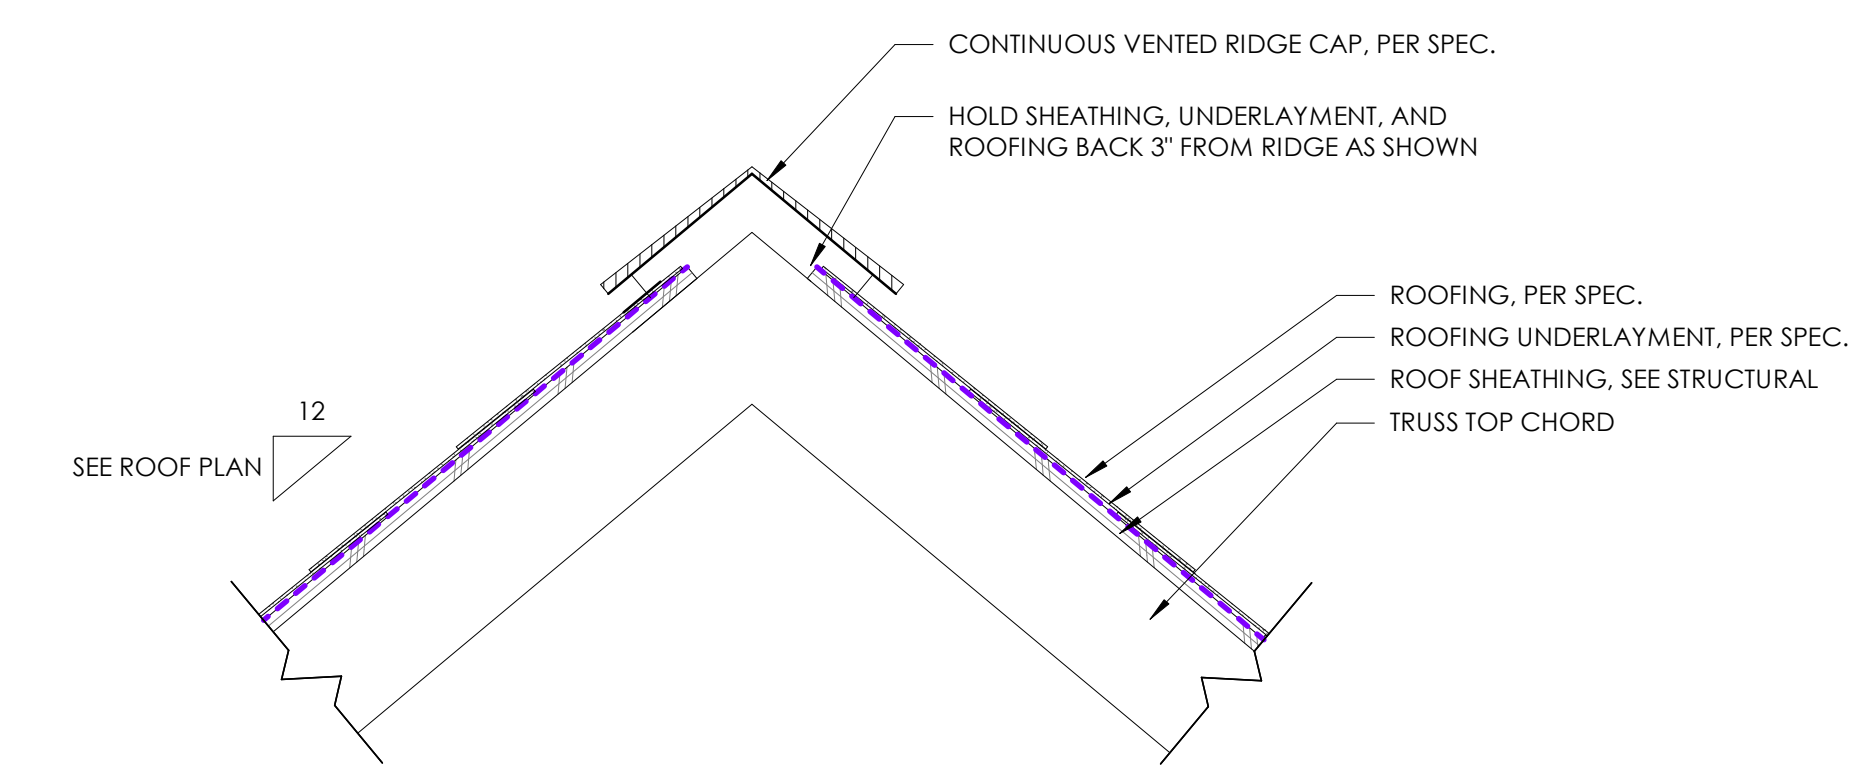 CONTINUOUS VENTED RIDGE CAP, PER SPEC.
HOLD SHEATHING, UNDERLAYMENT, AND
ROOFING BACK 3" FROM RIDGE AS SHOWN
ROOFING, PER SPEC.
ROOFING UNDERLAYMENT, PER SPEC.
ROOF SHEATHING, SEE STRUCTURAL
TRUSS TOP CHORD
12
SEE ROOF PLAN